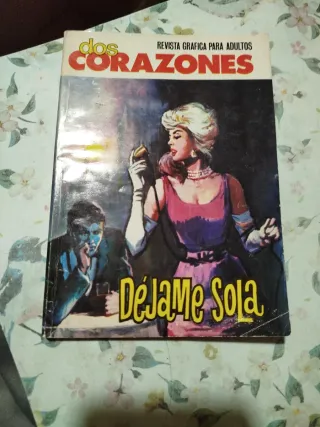 REVISTA GRAFICA PARA ADULTOS
dos
CORAZONES
DÉJAME SOLA